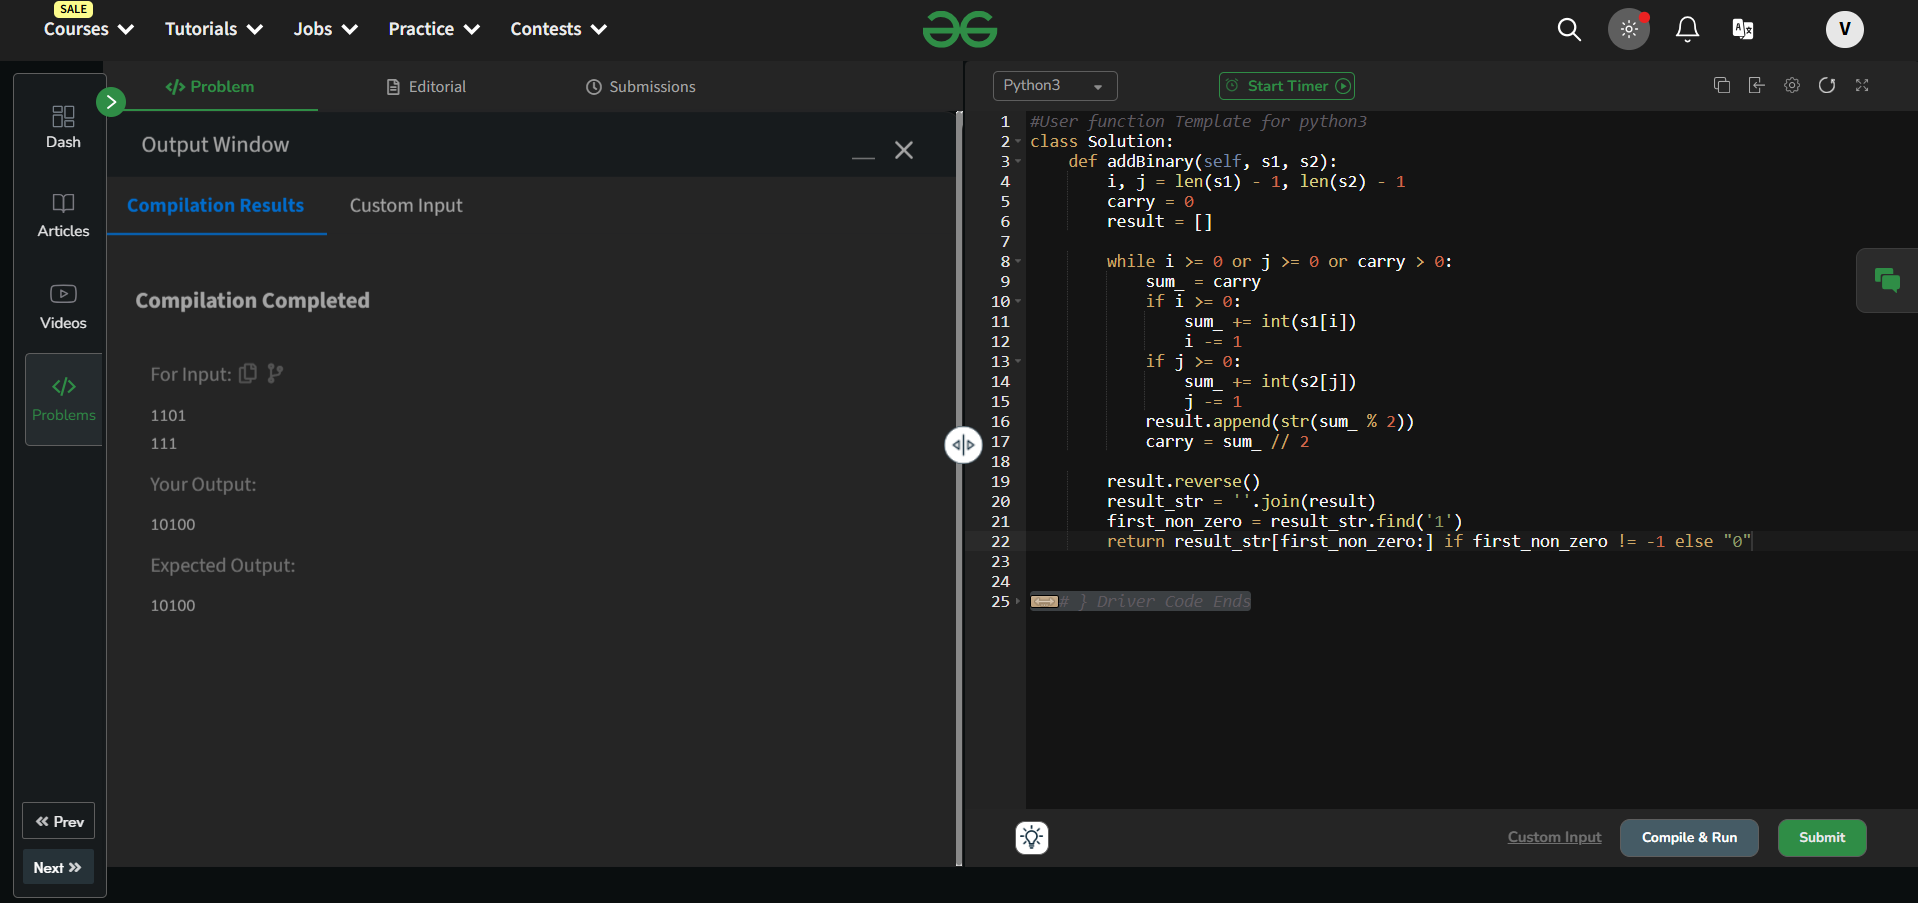 SALE
Courses Tutorials Jobs Practice Contests
V
Dash
Articles
Videos
</> Problems
Prev
Next
</> Problem Editorial Submissions
Output Window
Compilation Results Custom Input
Compilation Completed
For Input:
1101
111
Your Output:
10100
Expected Output:
10100
Python3 Start Timer
1 #User function Template for python3
2 class Solution:
3 def addBinary(self, s1, s2):
4 i, j = len(s1) - 1, len(s2) - 1
5 carry = 0
6 result = []
7
8 while i >= 0 or j >= 0 or carry > 0:
9 sum_ = carry
10 if i >= 0:
11 sum_ += int(s1[i])
12 i -= 1
13 if j >= 0:
14 sum_ += int(s2[j])
15 j -= 1
16 result.append(str(sum_ % 2))
17 carry = sum_ // 2
18
19 result.reverse()
20 result_str = ''.join(result)
21 first_non_zero = result_str.find('1')
22 return result_str[first_non_zero:] if first_non_zero != -1 else "0"
23
24
25 # } Driver Code Ends
Custom Input Compile & Run Submit